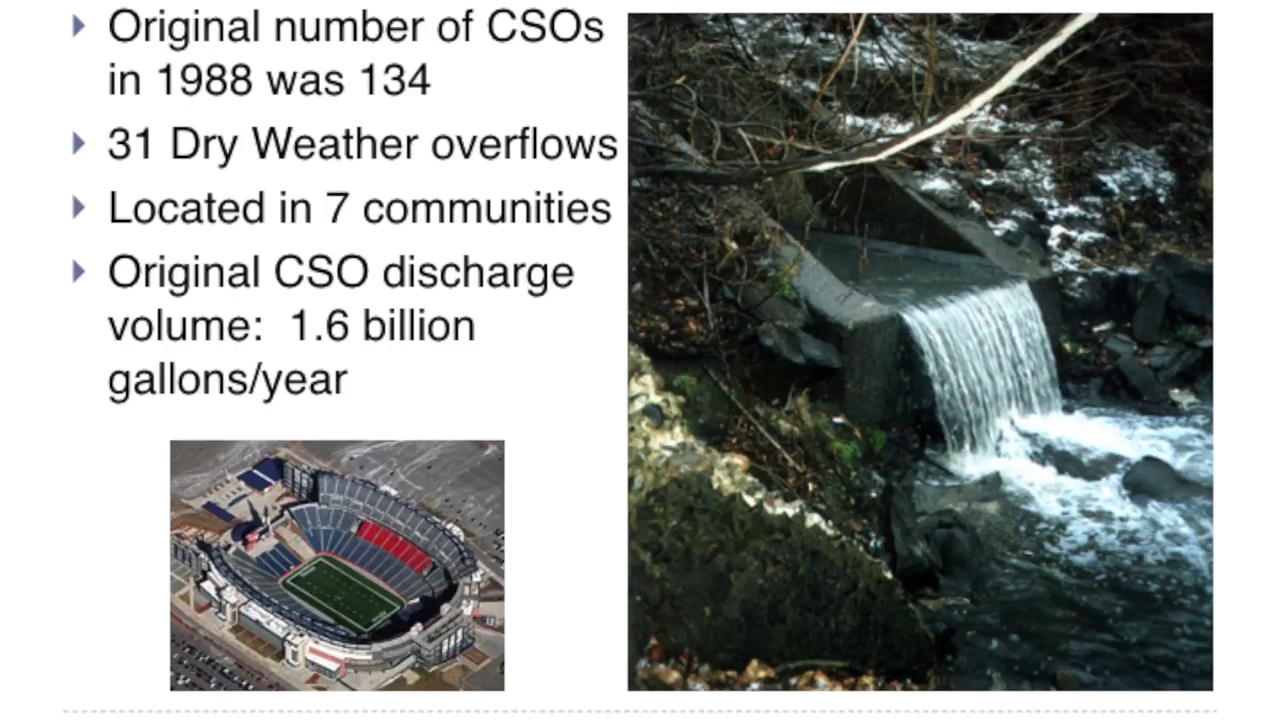 Original number of CSOs
in 1988 was 134
31 Dry Weather overflows
Located in 7 communities
Original CSO discharge
volume:  1.6 billion
gallons/year